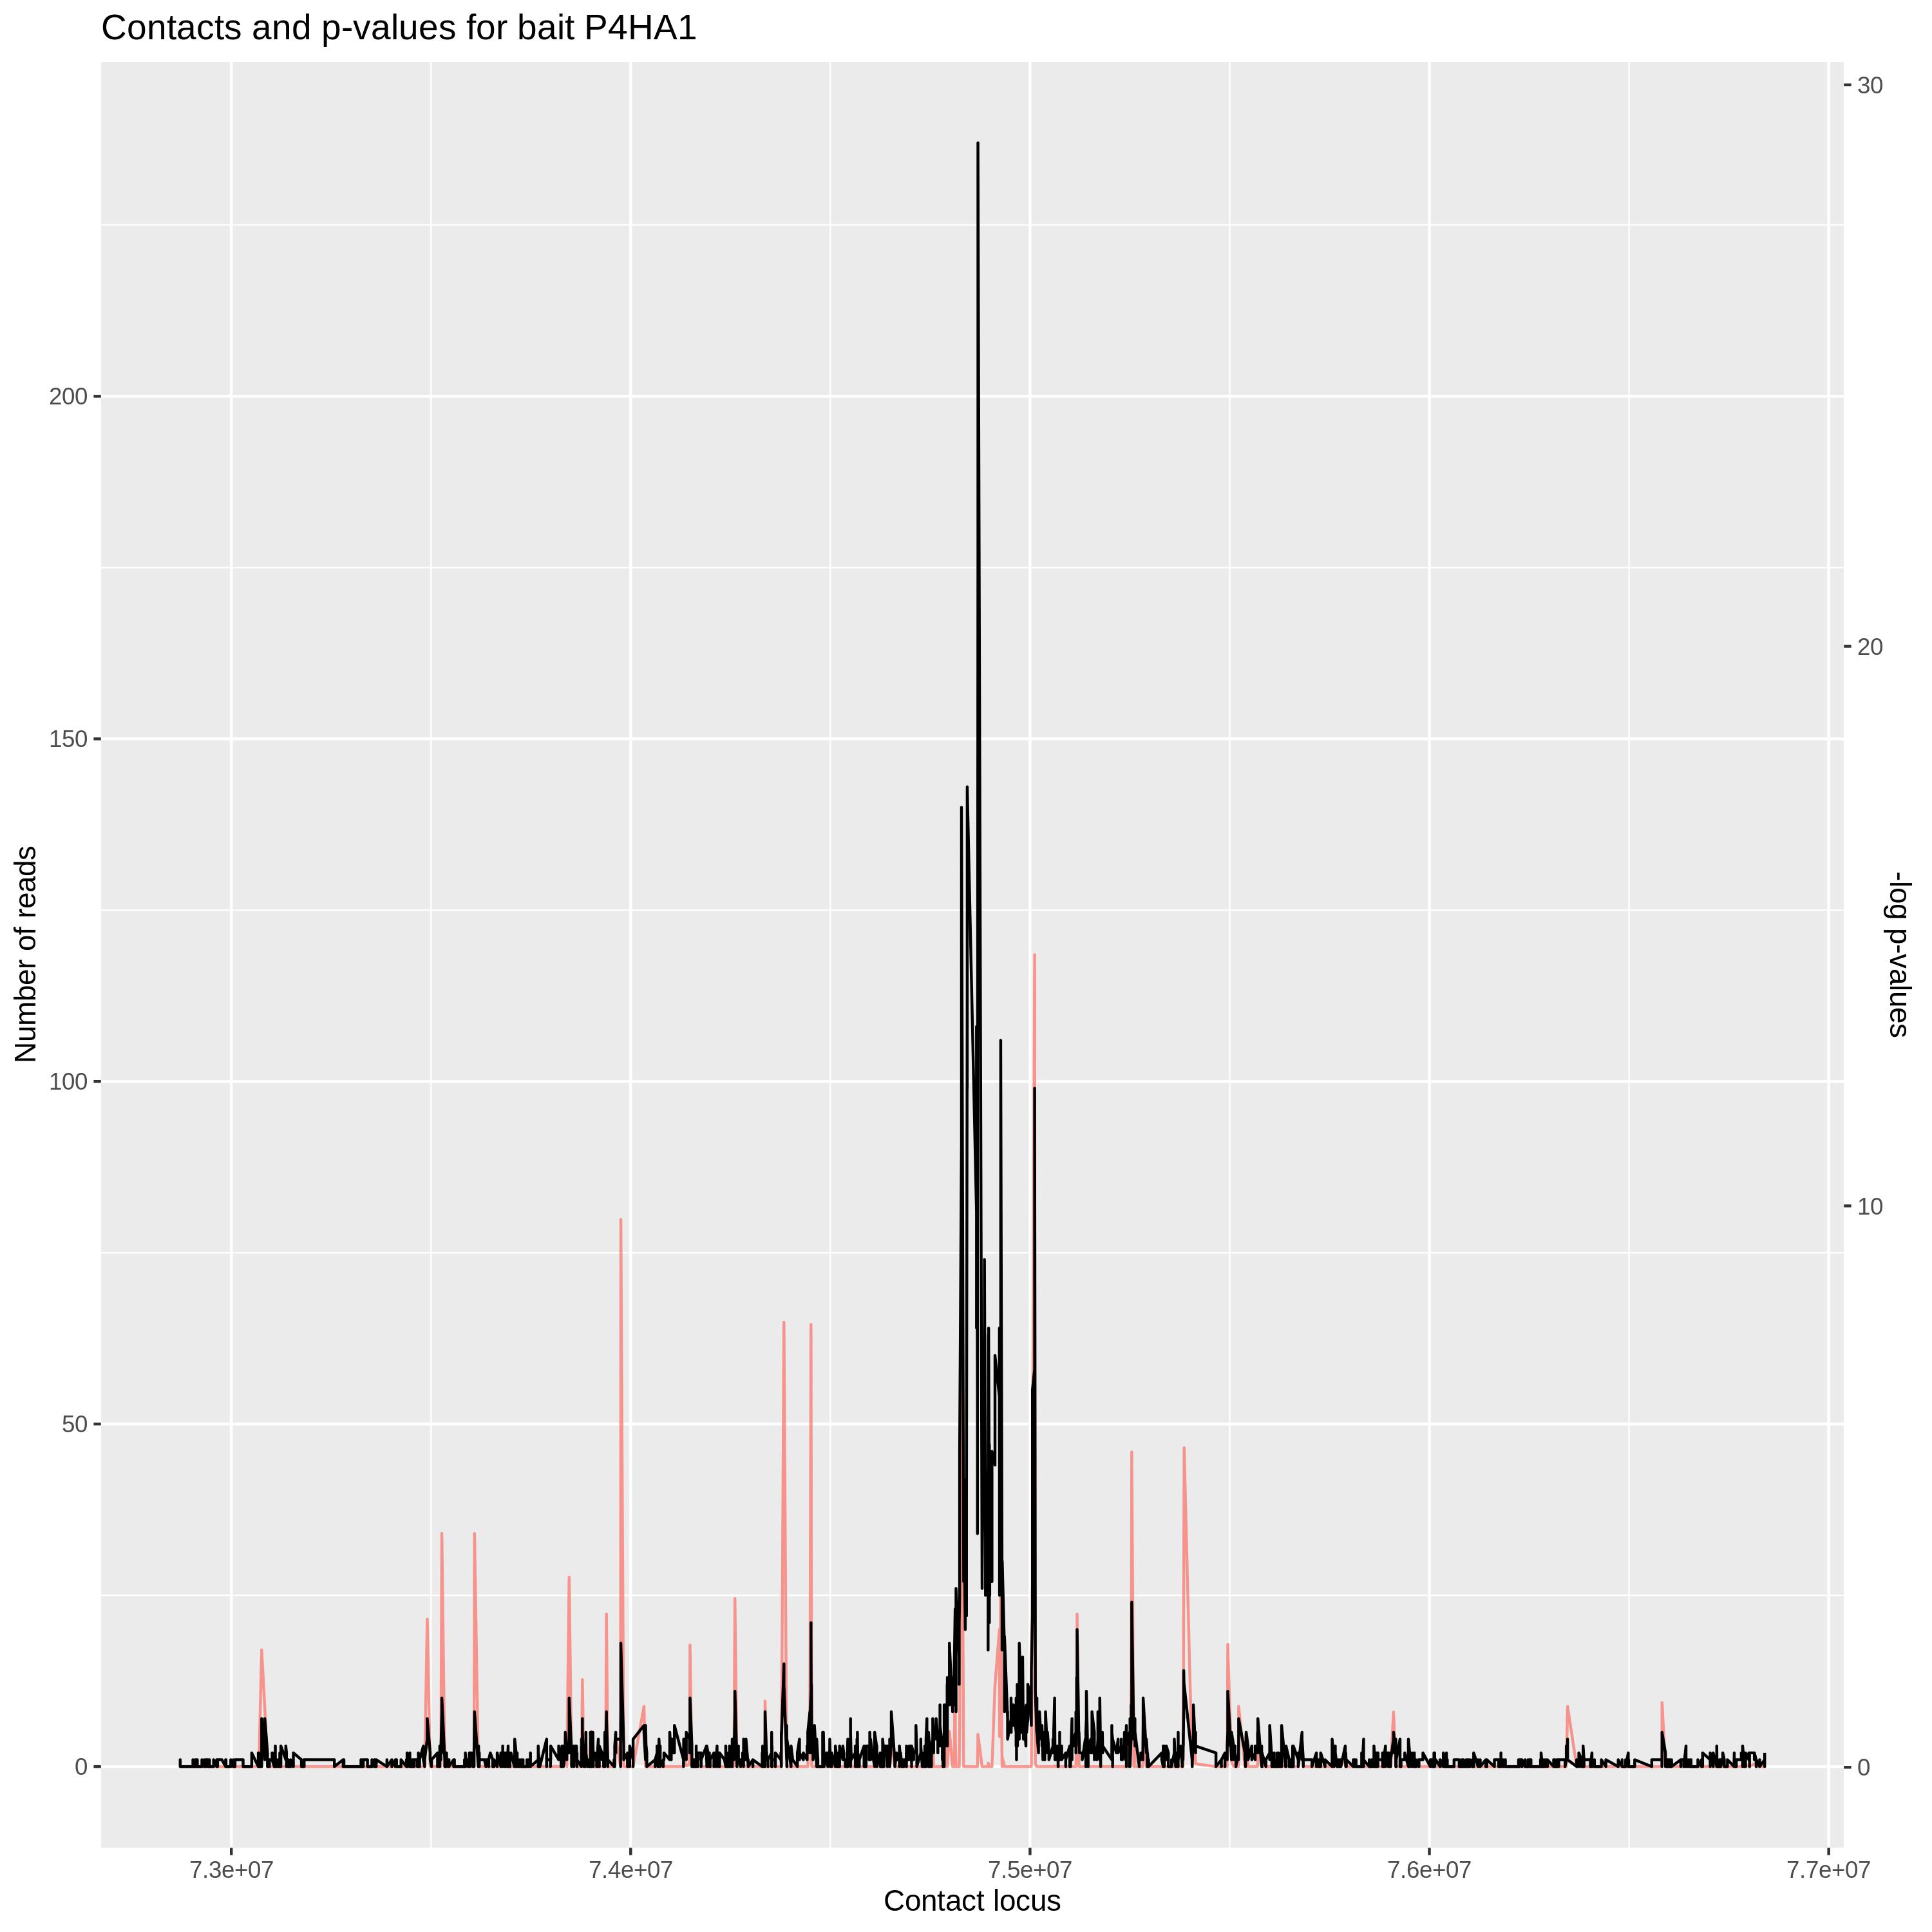 Contacts and p-values for bait P4HA1
30
200
20
150
Number of reads
-log p-values
100
10
50
0
0
7.3e+07
7.4e+07
7.5e+07
7.6e+07
7.7e+07
Contact locus